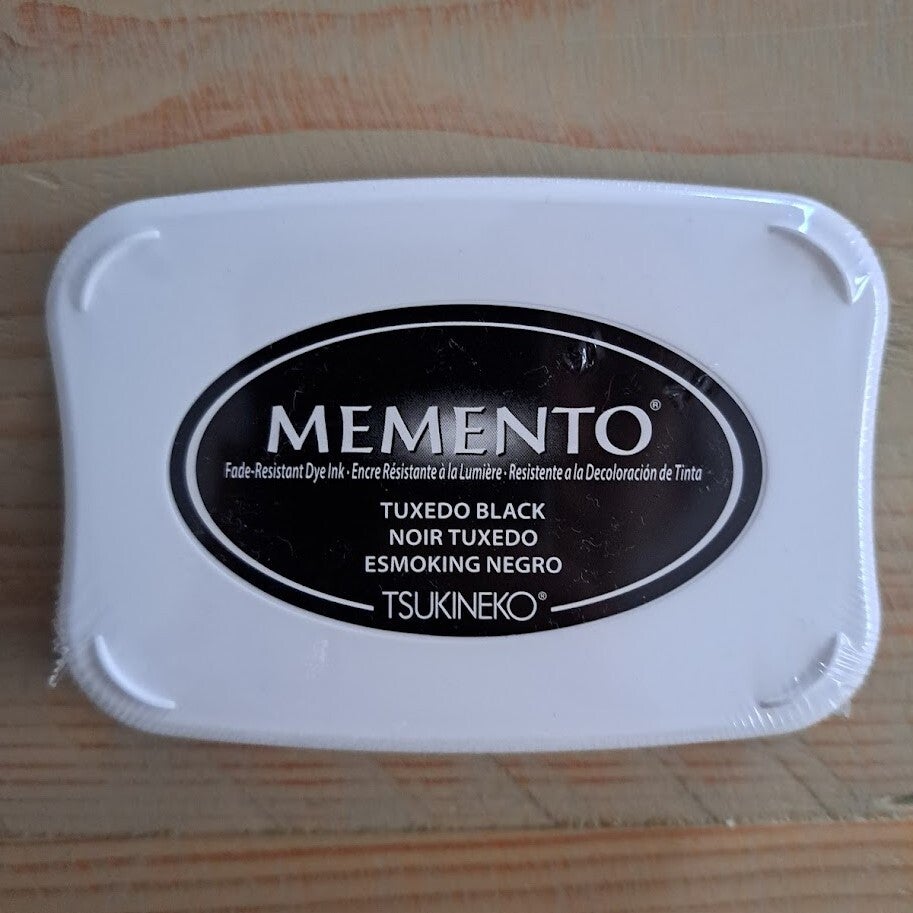 MEMENTO®
Fade-Resistant Dye Ink · Encre Résistante à la Lumière · Resistente a la Decoloración de Tinta
TUXEDO BLACK
NOIR TUXEDO
ESMOKING NEGRO
TSUKINEKO®